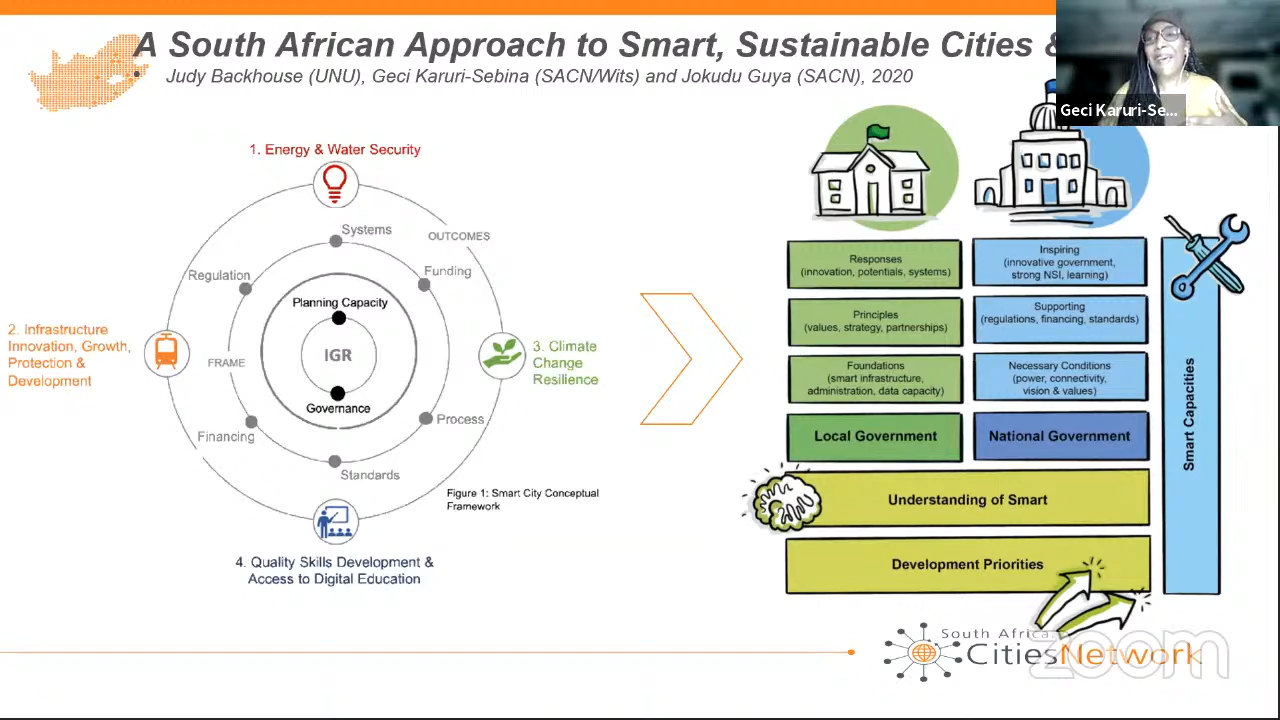 A South African Approach to Smart, Sustainable Cities &
• Judy Backhouse (UNU), Geci Karuri-Sebina (SACN/Wits) and Jokudu Guya (SACN), 2020
Geci Karuri-Se...
1. Energy & Water Security
Systems
OUTCOMES
Regulation
Funding
Planning Capacity
2. Infrastructure
Innovation, Growth,
Protection &
Development
FRAME
IGR
3. Climate
Change
Resilience
Governance
Process
Financing
Standards
Figure 1: Smart City Conceptual
Framework
4. Quality Skills Development &
Access to Digital Education
Responses
(innovation, potentials, systems)
Inspiring
(innovative government,
strong NSI, learning)
Principles
(values, strategy, partnerships)
Supporting
(regulations, financing, standards)
Foundations
(smart infrastructure,
administration, data capacity)
Necessary Conditions
(power, connectivity,
vision & values)
Local Government
National Government
Smart Capacities
Understanding of Smart
Development Priorities
South African
CitiesNetwork
zoom